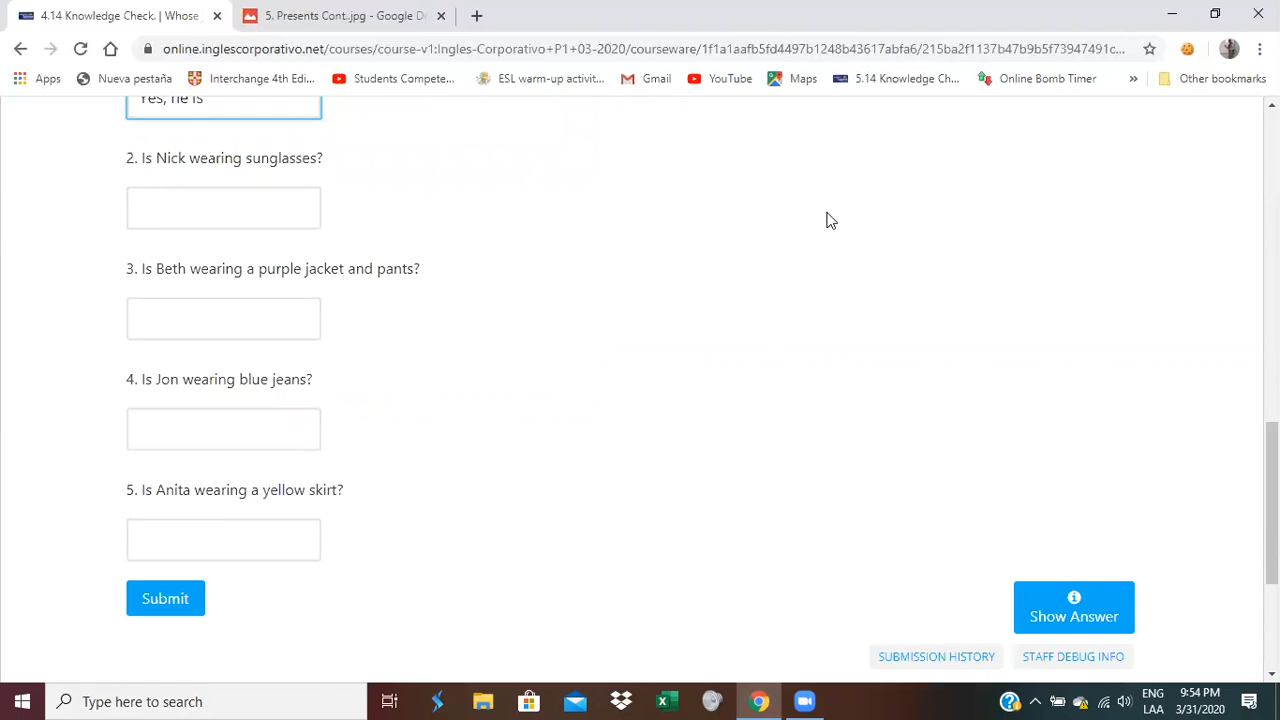 4.14 Knowledge Check. | Whose
5. Presents Cont..jpg - Google D
online.inglescorporativo.net/courses/course-v1:Ingles-Corporativo+P1+03-2020/courseware/1f1a1aafb5fd4497b1248b43617abfa6/215ba2f1137b47b9b5f73947491c...
Apps Nueva pestaña Interchange 4th Edi... Students Compete... ESL warm-up activit... Gmail YouTube Maps 5.14 Knowledge Ch... Online Bomb Timer » Other bookmarks
Yes, he is
2. Is Nick wearing sunglasses?
3. Is Beth wearing a purple jacket and pants?
4. Is Jon wearing blue jeans?
5. Is Anita wearing a yellow skirt?
Submit
Show Answer
SUBMISSION HISTORY STAFF DEBUG INFO
Type here to search
ENG
LAA
9:54 PM
3/31/2020